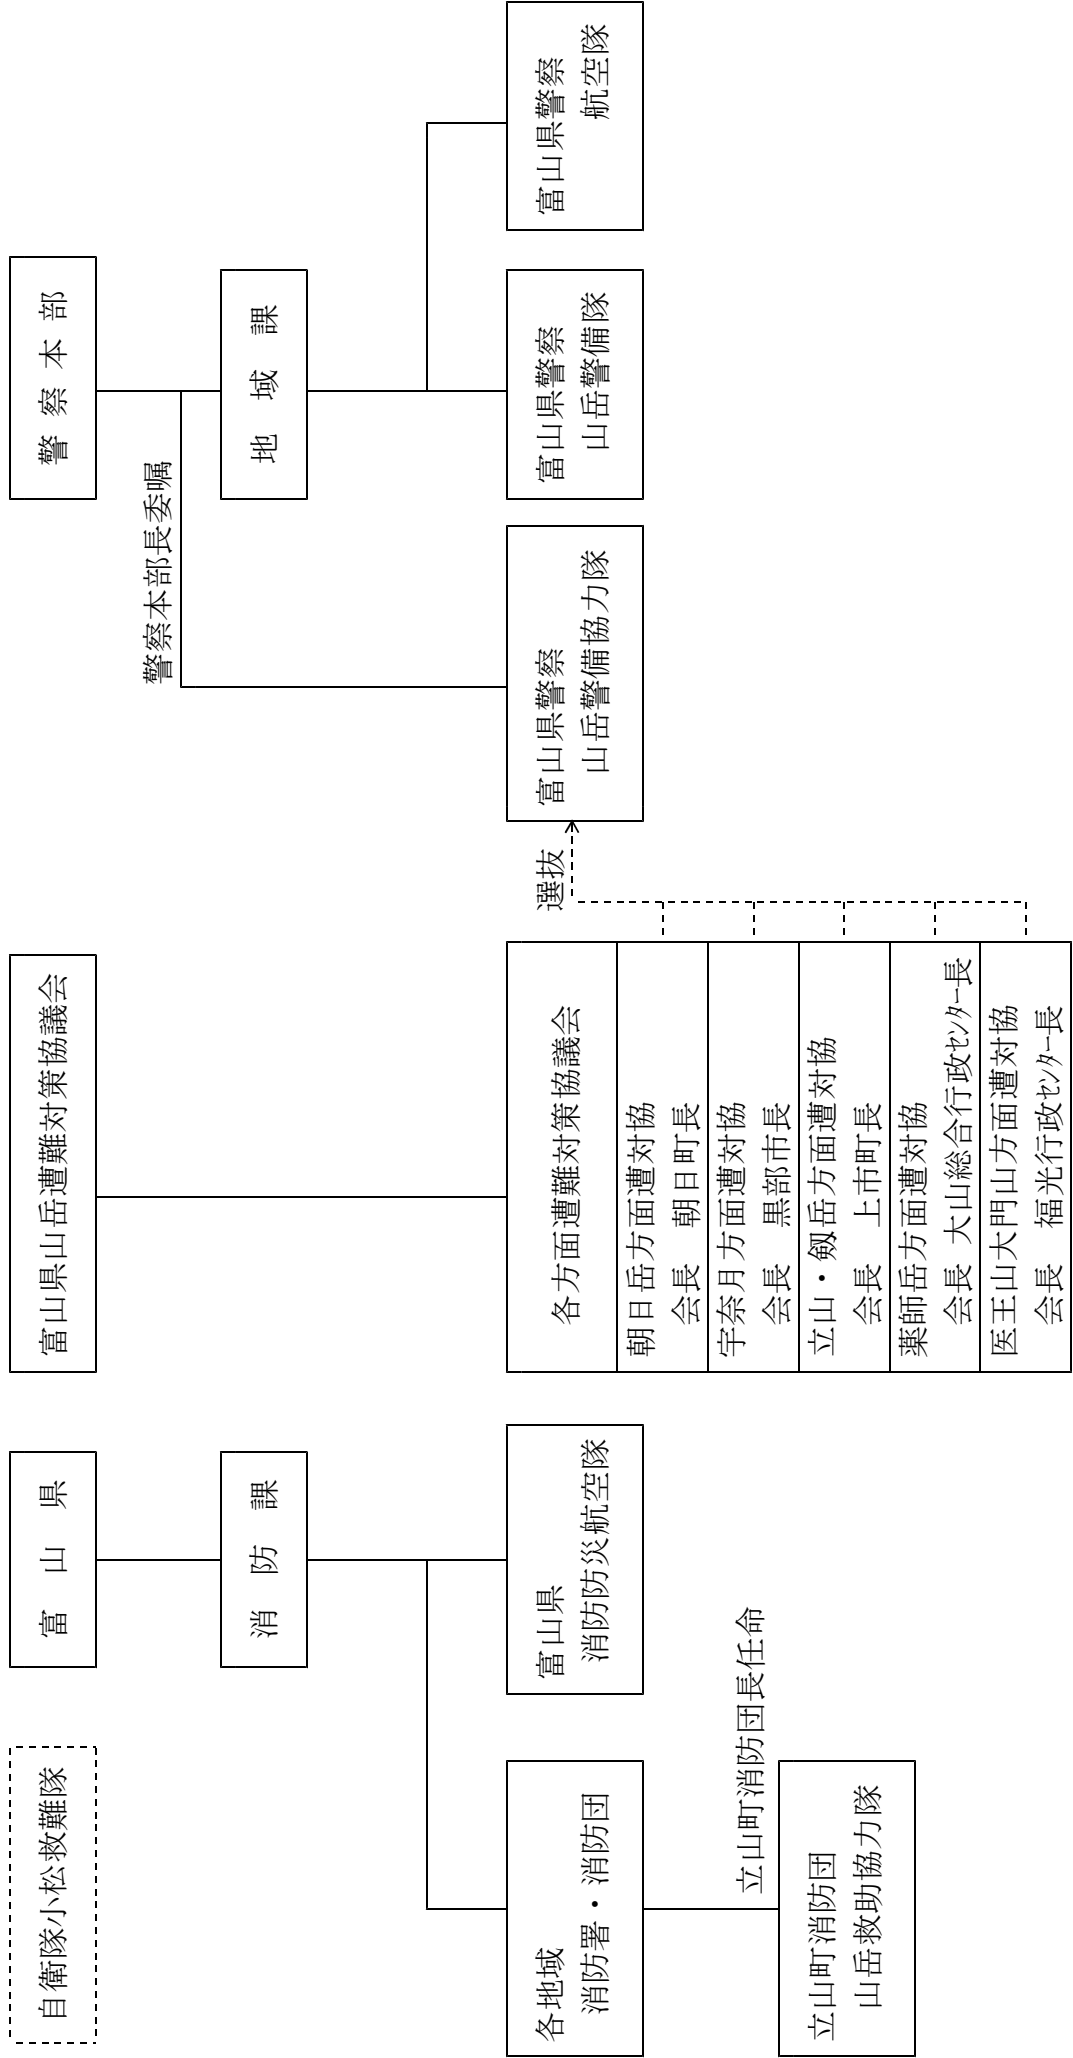 自衛隊小松救難隊
富　山　県
富山県山岳遭難対策協議会
警 察 本 部
警察本部長委嘱
消　防　課
地　域　課
各地域
消防署・消防団
富山県
消防防災航空隊
各方面遭難対策協議会
選抜
富山県警察
山岳警備協力隊
富山県警察
山岳警備隊
富山県警察
航空隊
朝日岳方面遭対協
会長　朝日町長
宇奈月方面遭対協
会長　黒部市長
立山・剱岳方面遭対協
会長　上市町長
薬師岳方面遭対協
会長 大山総合行政ｾﾝﾀｰ長
医王山大門山方面遭対協
会長　福光行政ｾﾝﾀｰ長
立山町消防団長任命
立山町消防団
山岳救助協力隊